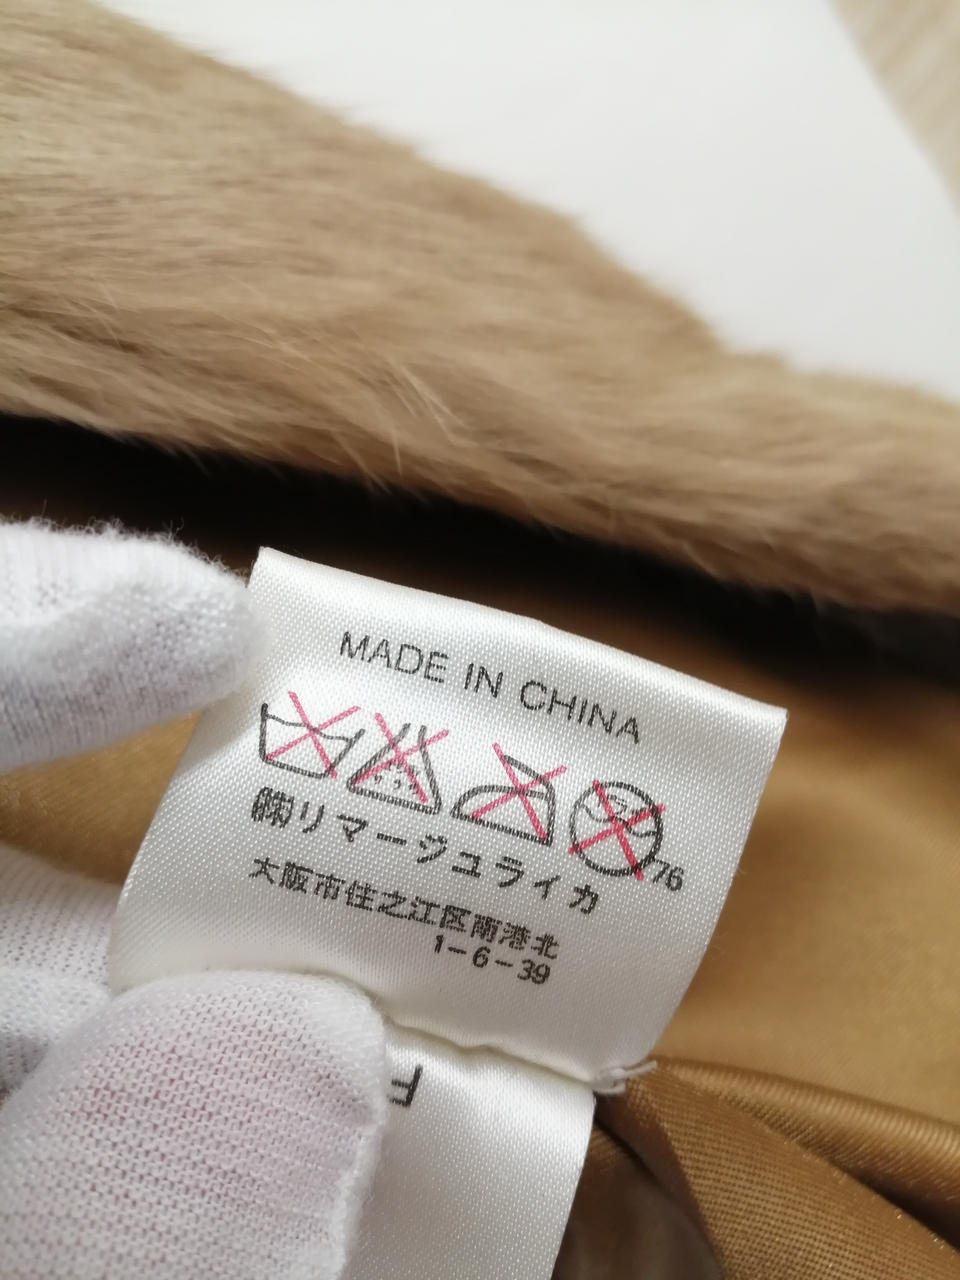 MADE IN CHINA
㈱リマージュライカ
76
大阪市住之江区南港北
1-6-39
F